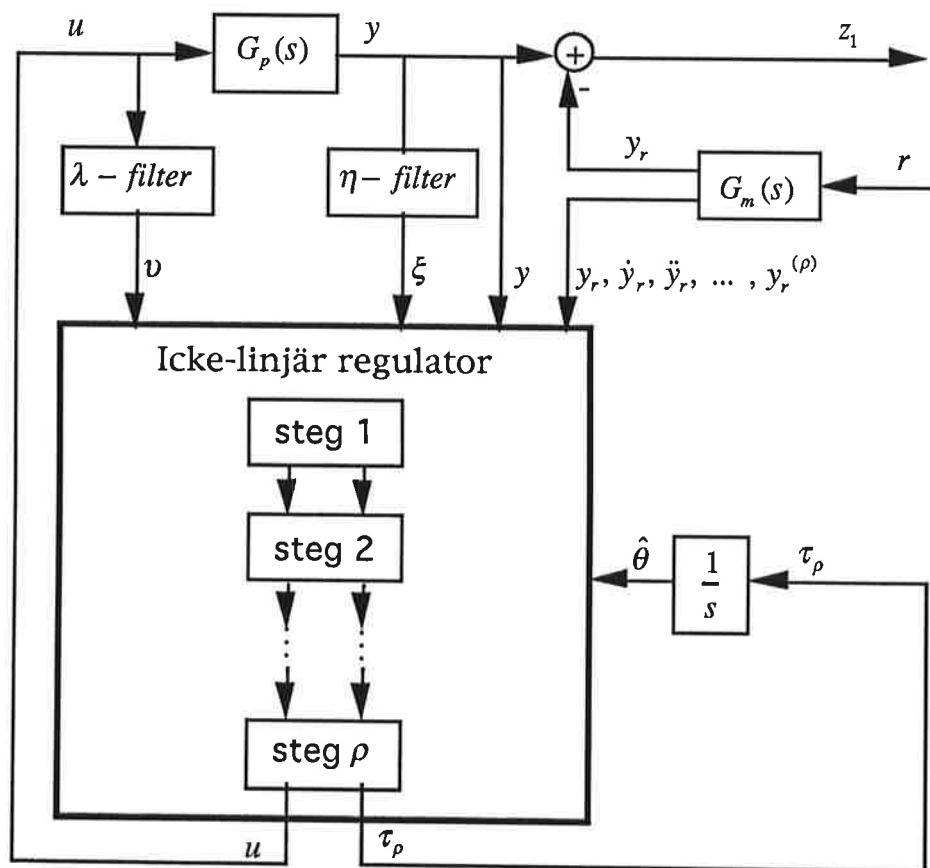 u
G_p(s)
y
+
z_1
-
y_r
r
λ – filter
η – filter
G_m(s)
υ
ξ
y
y_r, ẏ_r, ÿ_r, ... , y_r^(ρ)
Icke-linjär regulator
steg 1
steg 2
θ̂
1/s
τ_ρ
steg ρ
u
τ_ρ